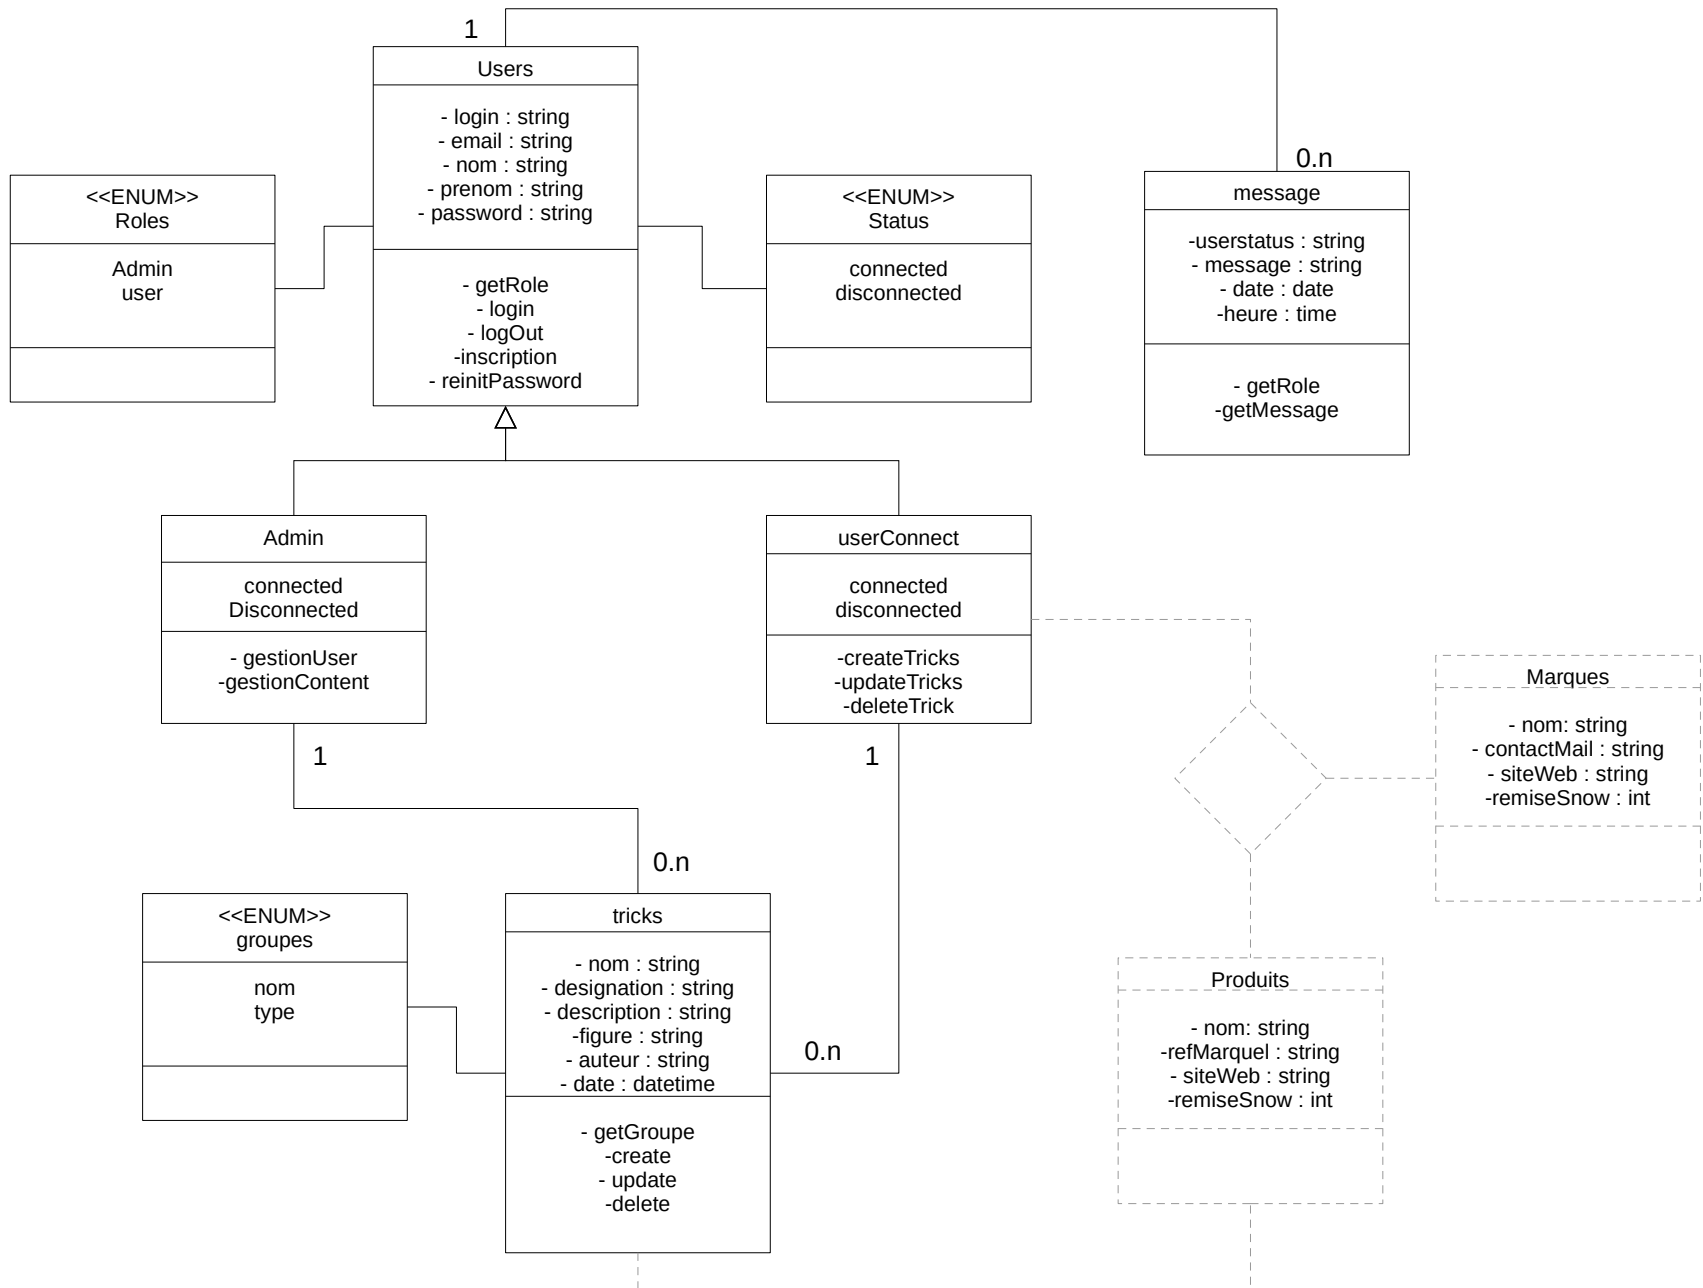 1
Users
- login : string
- email : string
- nom : string
- prenom : string
- password : string
- getRole
- login
- logOut
-inscription
- reinitPassword
<<ENUM>>
Roles
Admin
user
<<ENUM>>
Status
connected
disconnected
0.n
message
-userstatus : string
- message : string
- date : date
-heure : time
- getRole
-getMessage
Admin
connected
Disconnected
- gestionUser
-gestionContent
1
userConnect
connected
disconnected
-createTricks
-updateTricks
-deleteTrick
1
Marques
- nom: string
- contactMail : string
- siteWeb : string
-remiseSnow : int
0.n
<<ENUM>>
groupes
nom
type
tricks
- nom : string
- designation : string
- description : string
-figure : string
- auteur : string
- date : datetime
- getGroupe
-create
- update
-delete
0.n
Produits
- nom: string
-refMarquel : string
- siteWeb : string
-remiseSnow : int